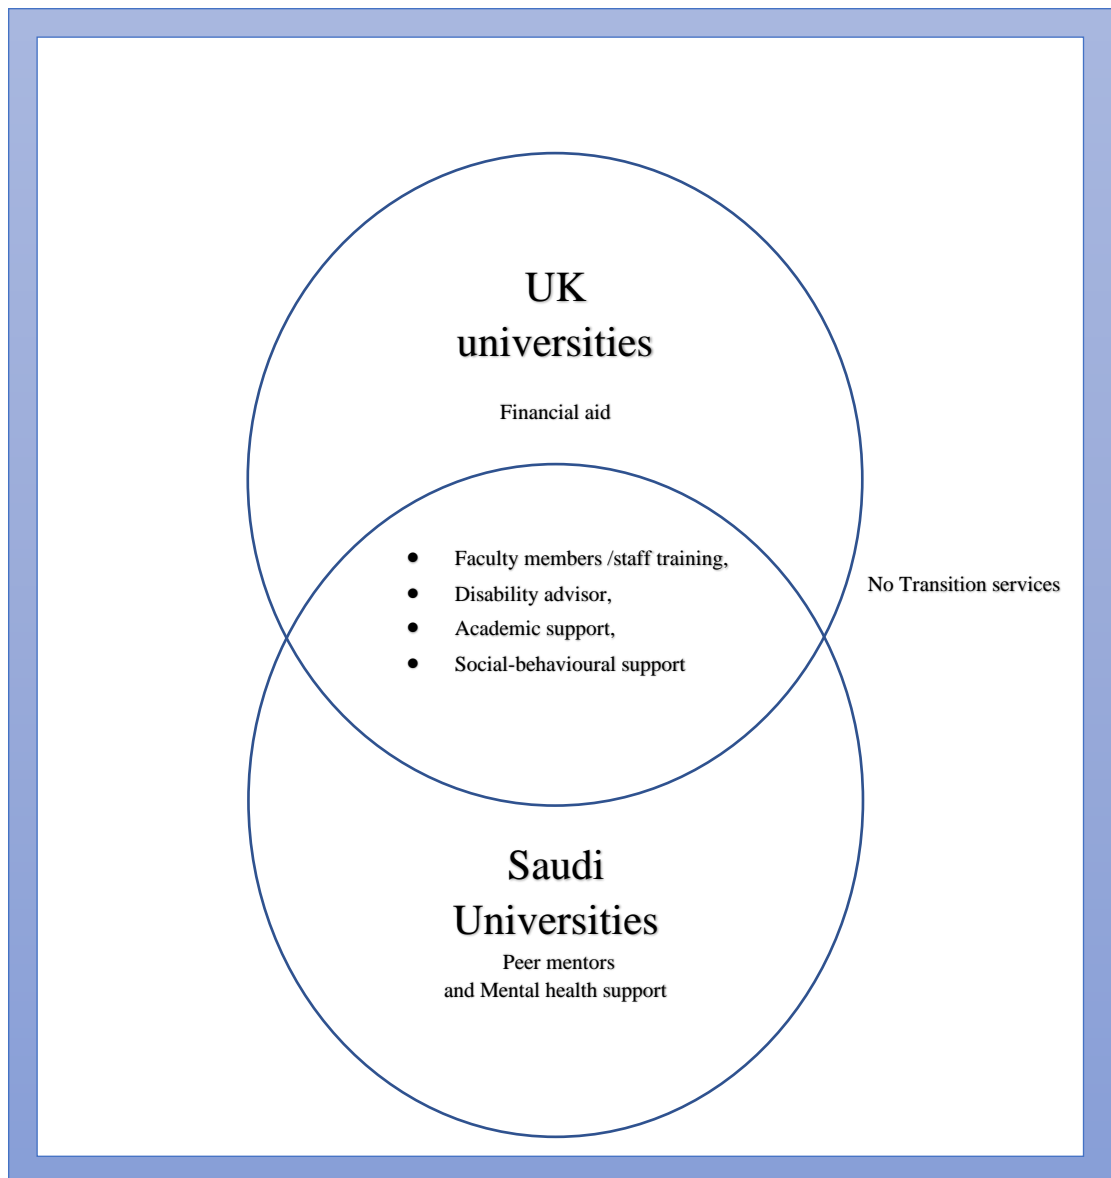 UK
universities
Financial aid
● Faculty members /staff training,
● Disability advisor,
● Academic support,
● Social-behavioural support
No Transition services
Saudi
Universities
Peer mentors
and Mental health support